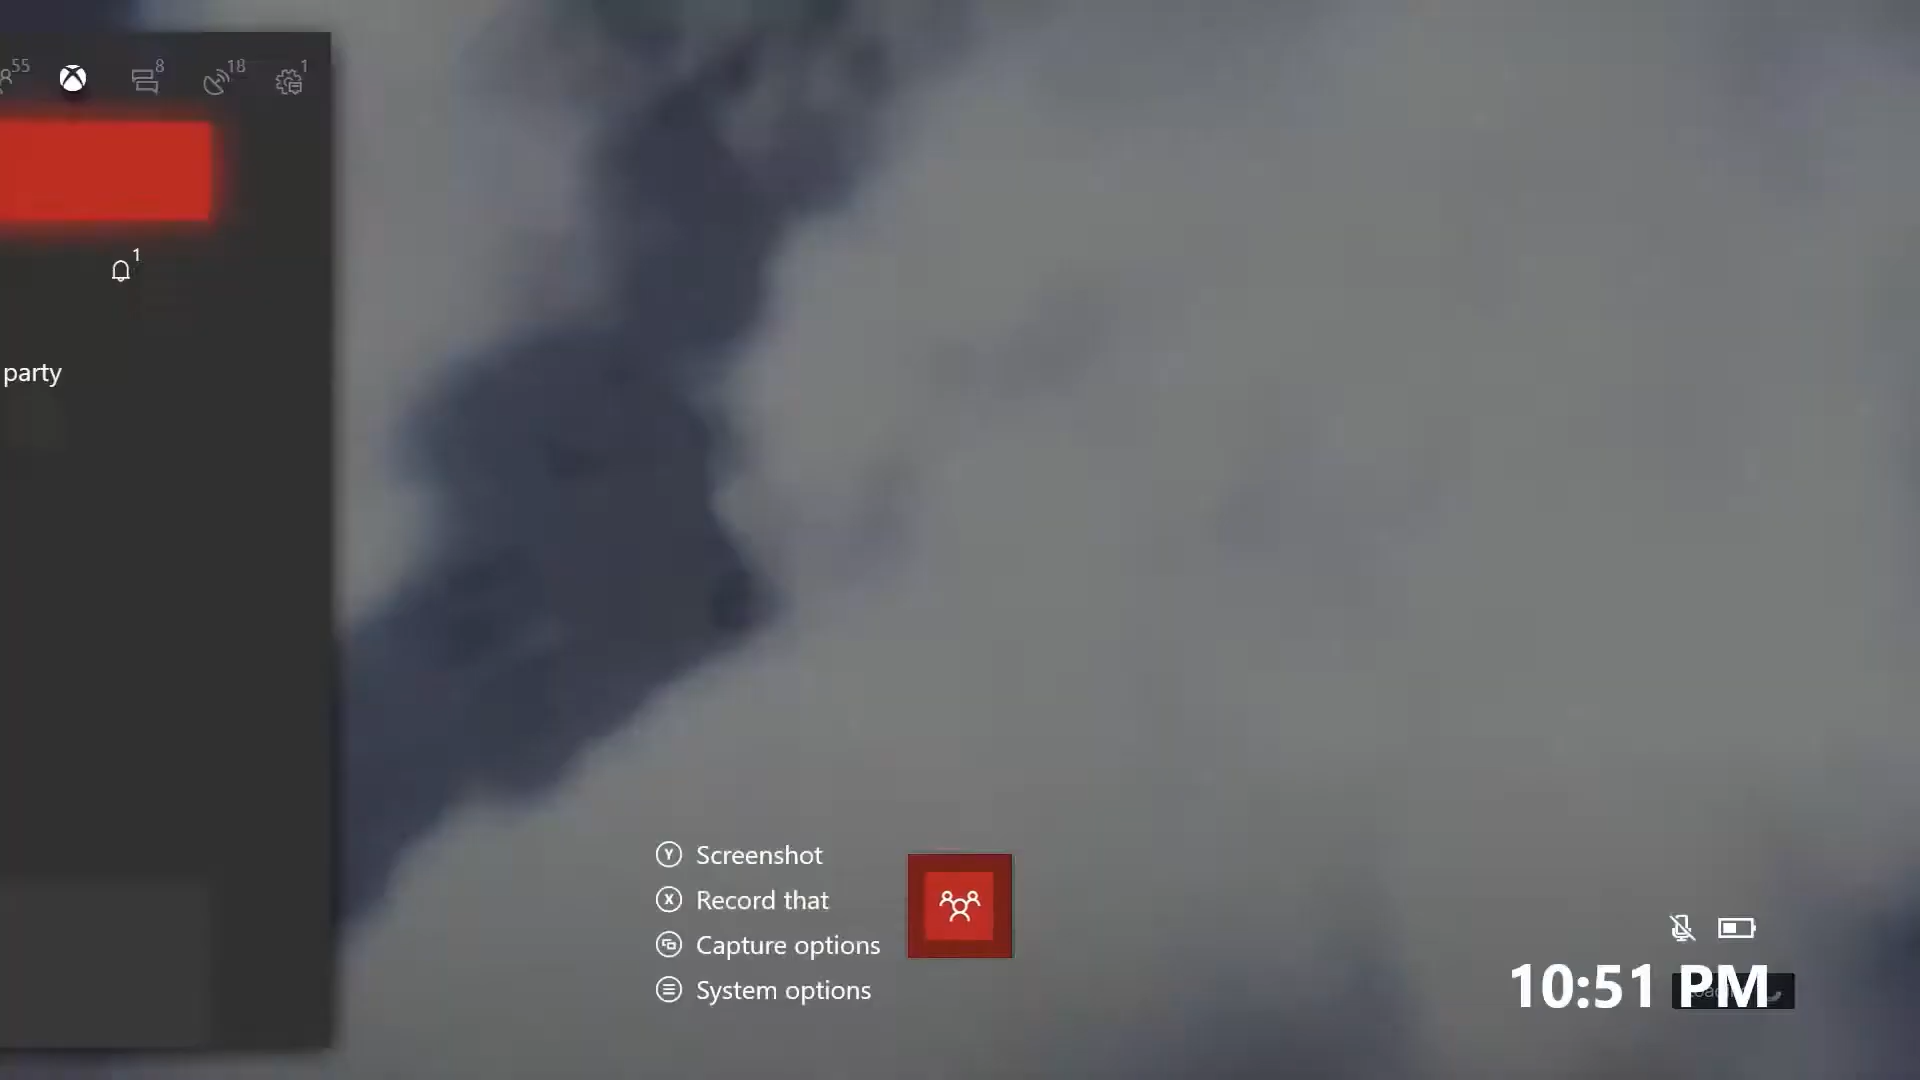 55
8
18
1
1
party
Y Screenshot
X Record that
Capture options
System options
10:51 PM